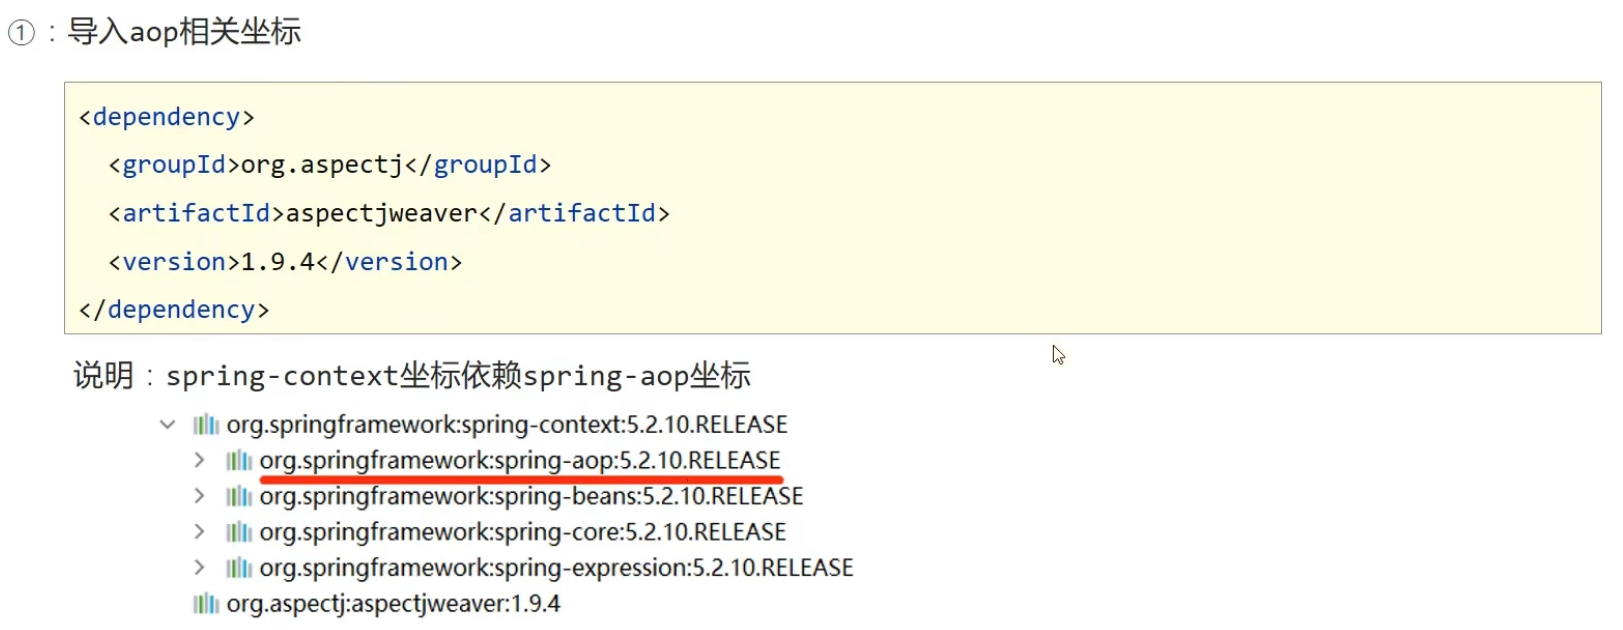 ①：导入aop相关坐标
<dependency>
<groupId>org.aspectj</groupId>
<artifactId>aspectjweaver</artifactId>
<version>1.9.4</version>
</dependency>
说明：spring-context坐标依赖spring-aop坐标
org.springframework:spring-context:5.2.10.RELEASE
org.springframework:spring-aop:5.2.10.RELEASE
org.springframework:spring-beans:5.2.10.RELEASE
org.springframework:spring-core:5.2.10.RELEASE
org.springframework:spring-expression:5.2.10.RELEASE
org.aspectj:aspectjweaver:1.9.4